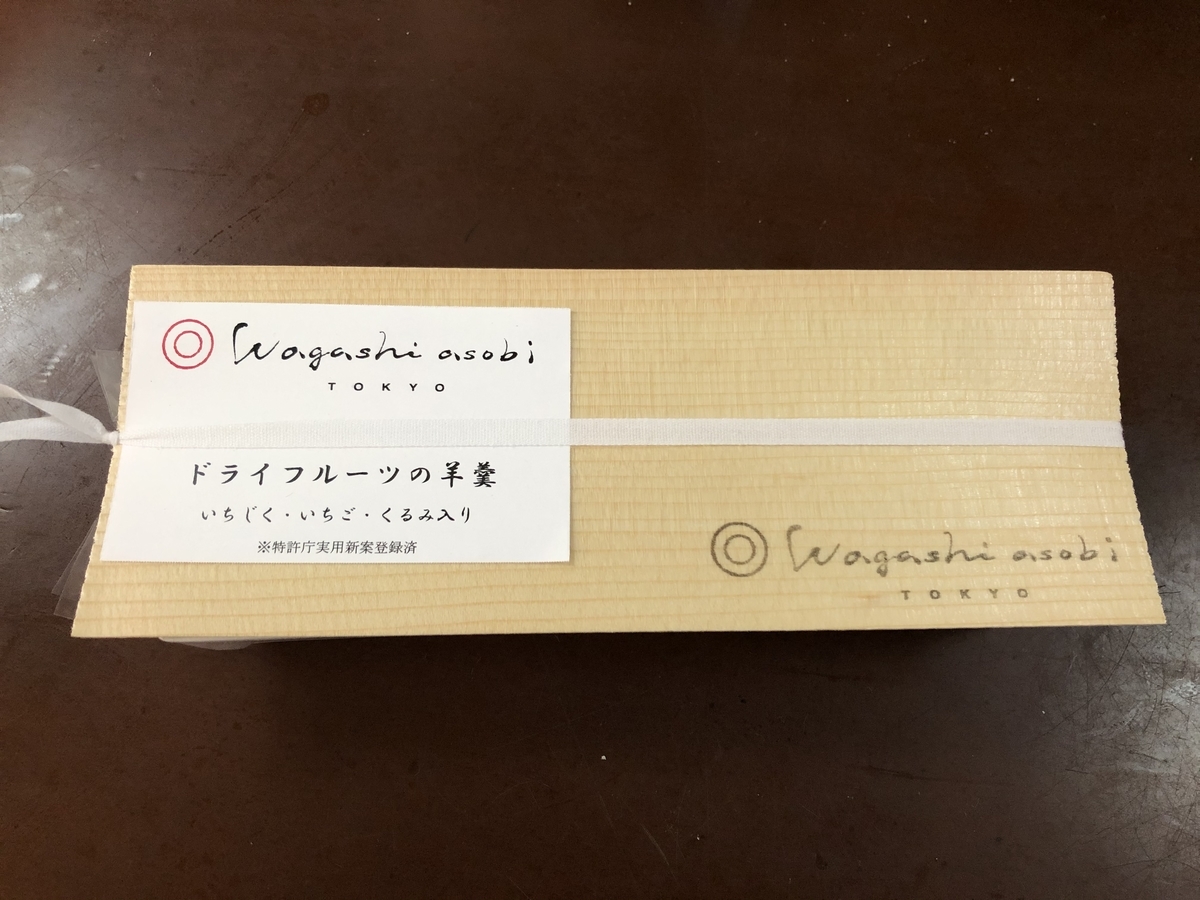 Wagashi asobi
TOKYO
ドライフルーツの羊羹
いちじく・いちご・くるみ入り
※特許庁実用新案登録済
Wagashi asobi
TOKYO